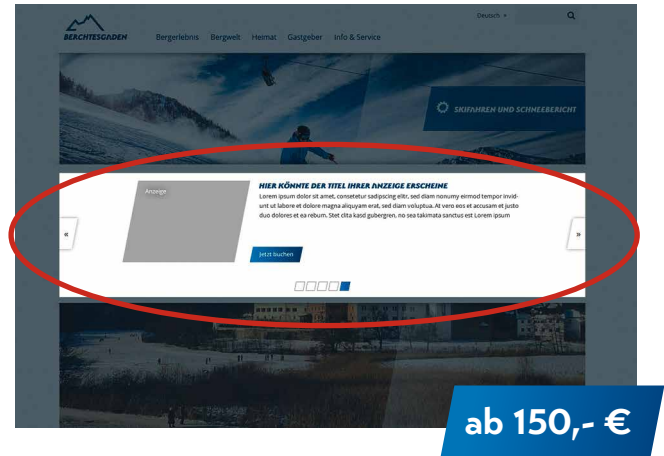 Deutsch
BERCHTESGADEN
Bergerlebnis Bergwelt Heimat Gastgeber Info & Service
SKIFAHREN UND SCHNEEBERICHT
Anzeige
HIER KÖNNTE DER TITEL IHRER ANZEIGE ERSCHEINE
Lorem ipsum dolor sit amet, consetetur sadipscing elitr, sed diam nonumy eirmod tempor invid-
unt ut labore et dolore magna aliquyam erat, sed diam voluptua. At vero eos et accusam et justo
duo dolores et ea rebum. Stet clita kasd gubergren, no sea takimata sanctus est Lorem ipsum
«
»
Jetzt buchen
ab 150,- €